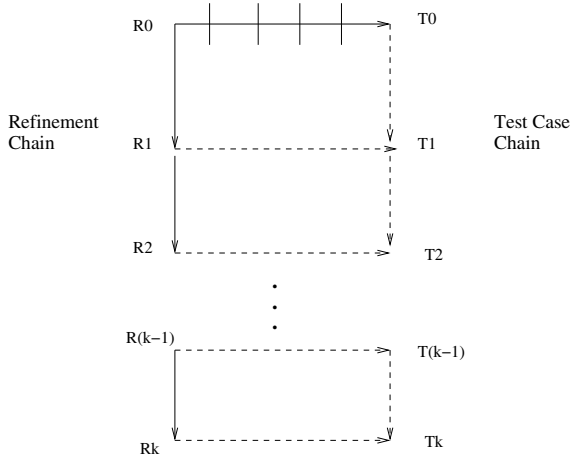 R0
T0
Refinement
Chain
R1
T1
Test Case
Chain
R2
T2
R(k−1)
T(k−1)
Rk
Tk